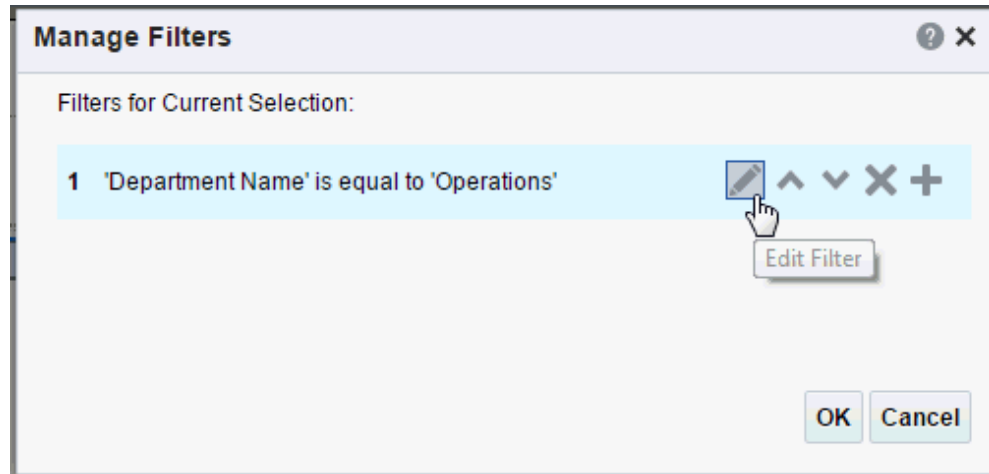 Manage Filters
Filters for Current Selection:
1 'Department Name' is equal to 'Operations'
Edit Filter
OK Cancel